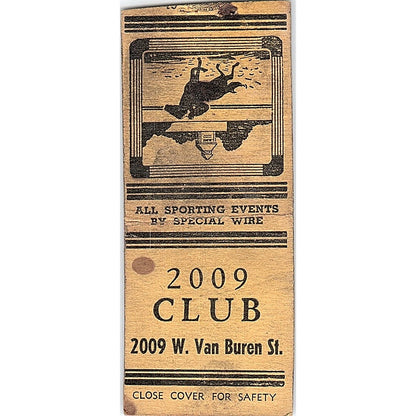 ALL SPORTING EVENTS
BY SPECIAL WIRE
2009
CLUB
2009 W. Van Buren St.
CLOSE COVER FOR SAFETY